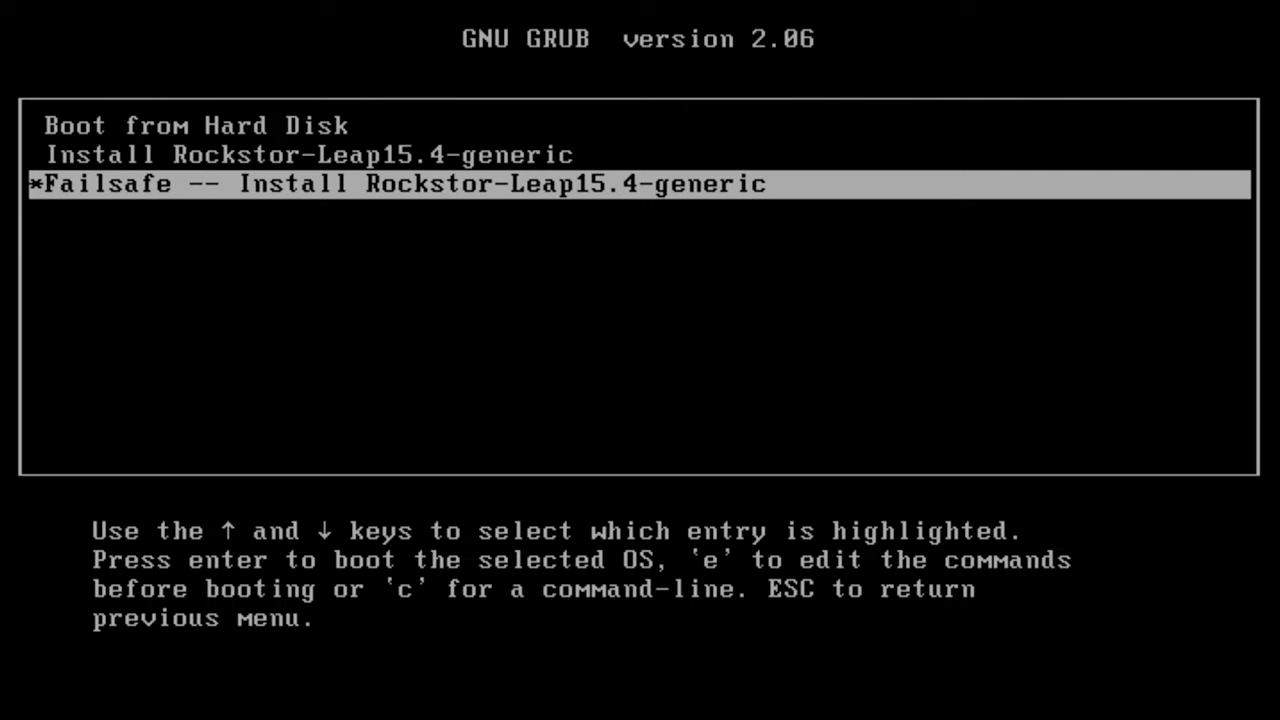 GNU GRUB  version 2.06
Boot from Hard Disk
Install Rockstor-Leap15.4-generic
*Failsafe -- Install Rockstor-Leap15.4-generic
Use the ↑ and ↓ keys to select which entry is highlighted.
Press enter to boot the selected OS, `e' to edit the commands
before booting or `c' for a command-line. ESC to return
previous menu.